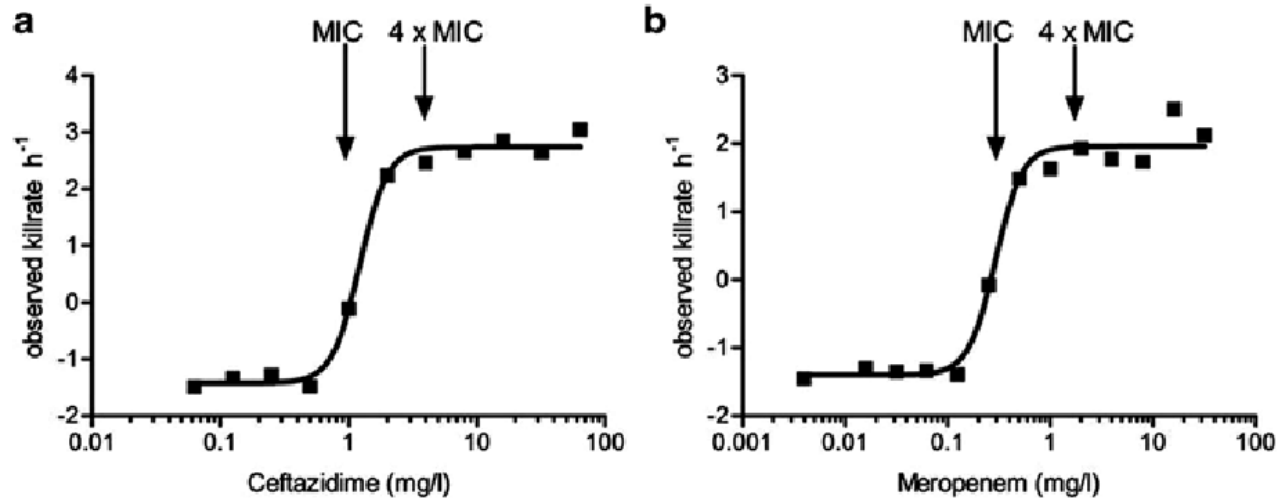 a
MIC 4 x MIC
4
3
2
1
0
-1
-2
observed killrate h-1
0.01 0.1 1 10 100
Ceftazidime (mg/l)
b
MIC 4 x MIC
3
2
1
0
-1
-2
observed killrate h-1
0.001 0.01 0.1 1 10 100
Meropenem (mg/l)